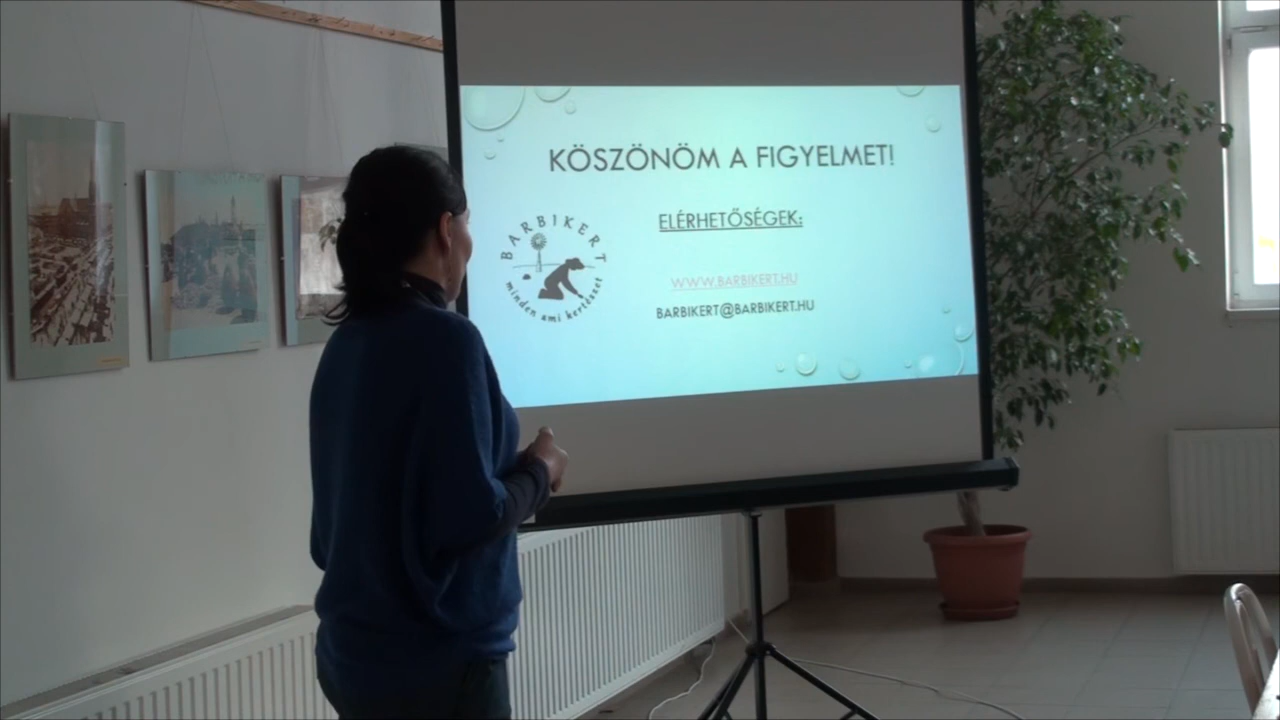 KÖSZÖNÖM A FIGYELMET!
ELÉRHETŐSÉGEK:
BARBIKERT
minden ami kertészet
WWW.BARBIKERT.HU
BARBIKERT@BARBIKERT.HU